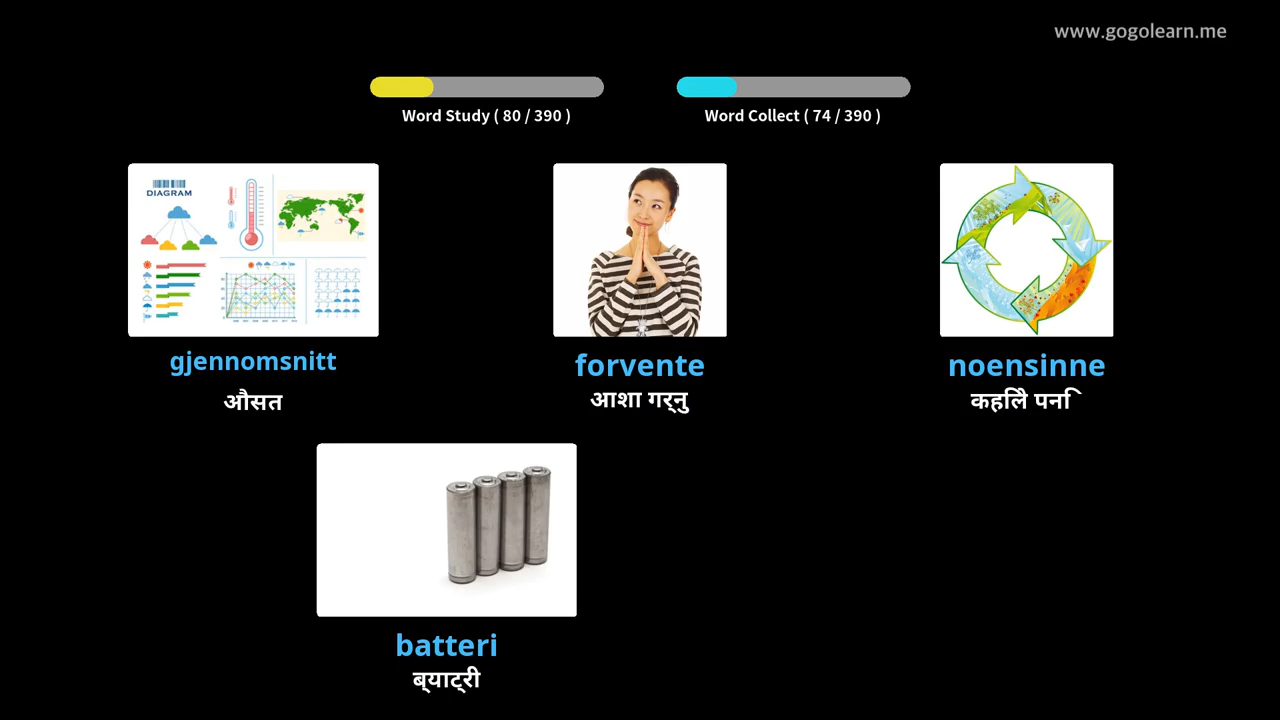 www.gogolearn.me
Word Study ( 80 / 390 )
Word Collect ( 74 / 390 )
DIAGRAM
gjennomsnitt
औसत
forvente
आशा गर्नु
noensinne
कहिले पनि
batteri
ब्याट्री